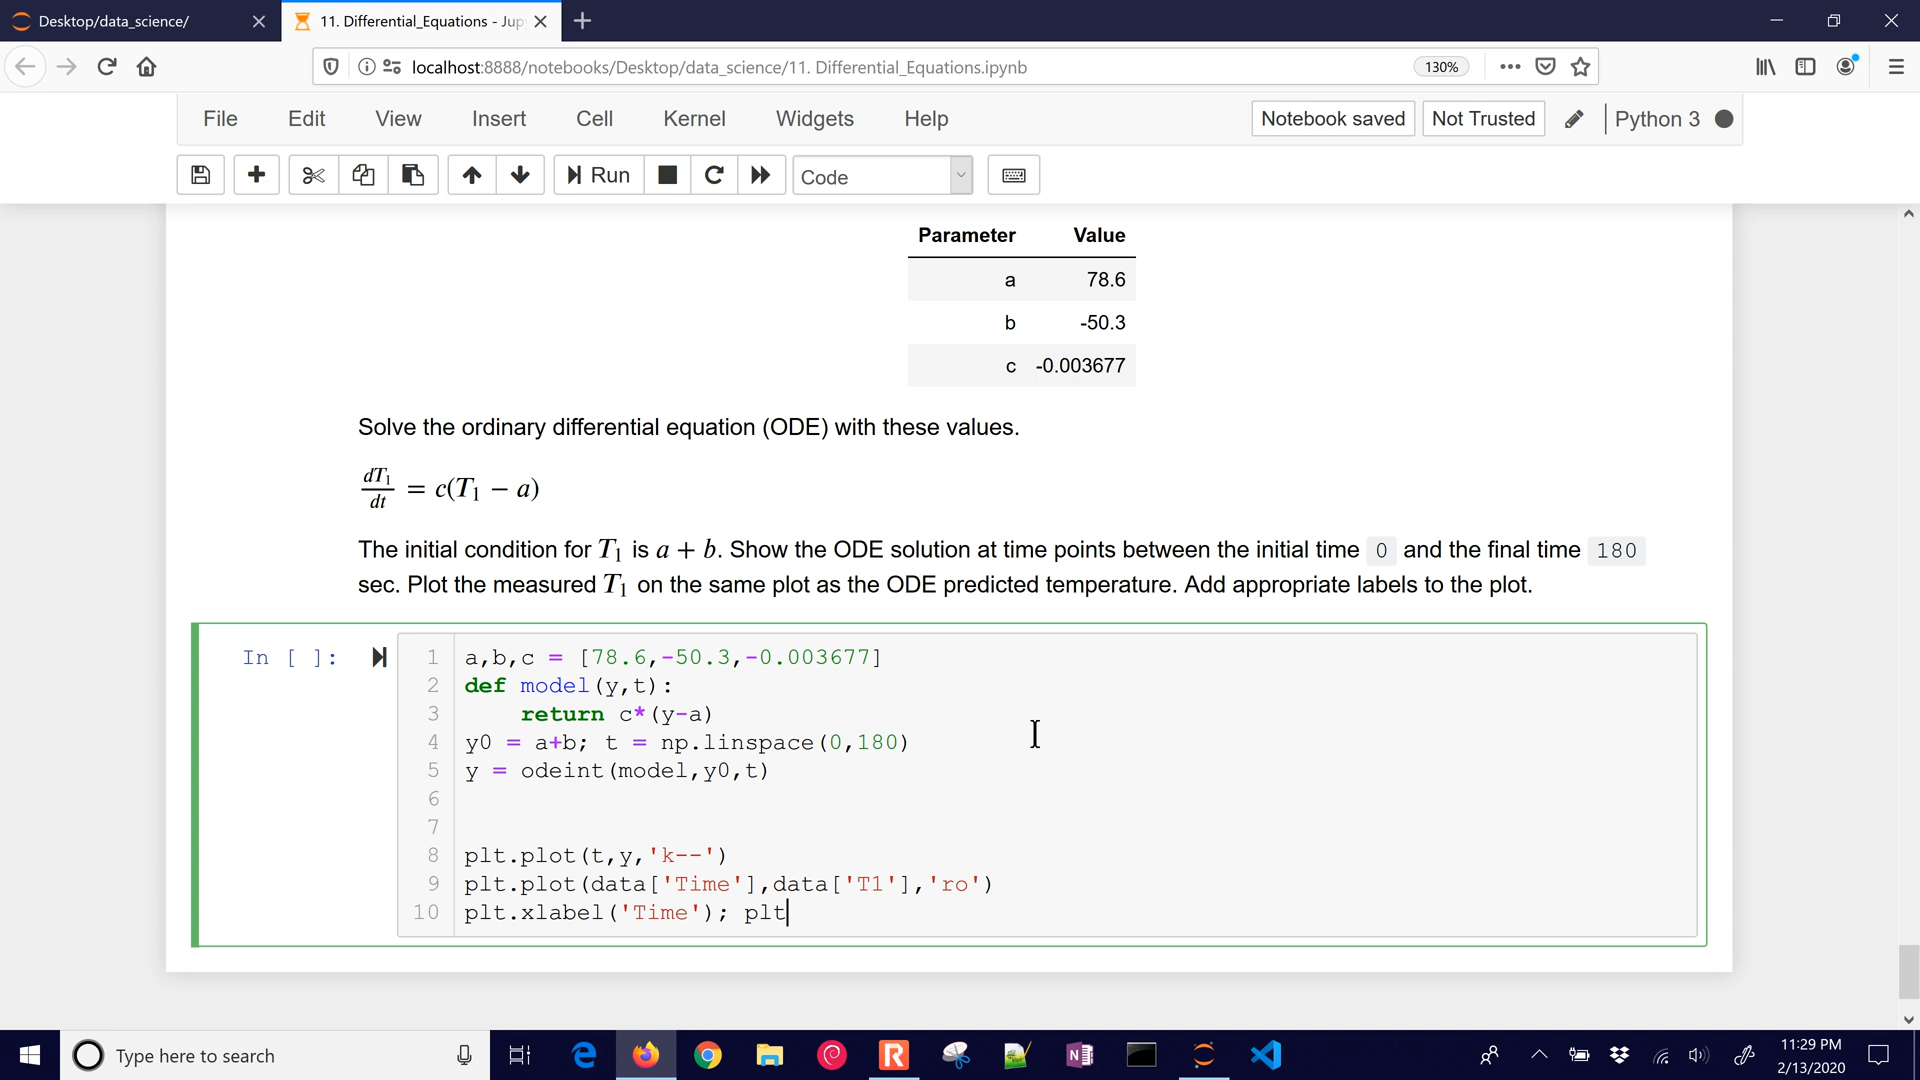 Desktop/data_science/
11. Differential_Equations - Jup
localhost:8888/notebooks/Desktop/data_science/11. Differential_Equations.ipynb
130%
File Edit View Insert Cell Kernel Widgets Help
Notebook saved
Not Trusted
Python 3
Run
Code
Parameter Value
a 78.6
b -50.3
c -0.003677
Solve the ordinary differential equation (ODE) with these values.
dT₁/dt = c(T₁ − a)
The initial condition for T₁ is a + b. Show the ODE solution at time points between the initial time 0 and the final time 180
sec. Plot the measured T₁ on the same plot as the ODE predicted temperature. Add appropriate labels to the plot.
In [ ]:
1 a,b,c = [78.6,-50.3,-0.003677]
2 def model(y,t):
3     return c*(y-a)
4 y0 = a+b; t = np.linspace(0,180)
5 y = odeint(model,y0,t)
6
7
8 plt.plot(t,y,'k--')
9 plt.plot(data['Time'],data['T1'],'ro')
10 plt.xlabel('Time'); plt
Type here to search
11:29 PM
2/13/2020